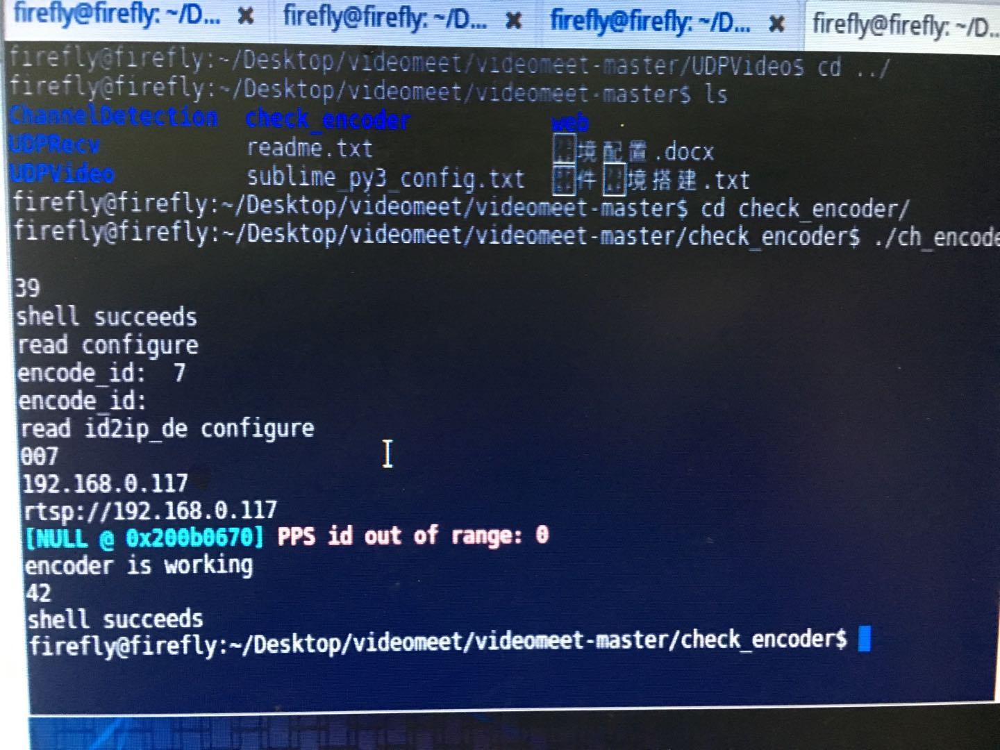 firefly@firefly: ~/D... ✖ firefly@firefly: ~/D... ✖ firefly@firefly: ~/D... ✖ firefly@firefly: ~/D...
firefly@firefly:~/Desktop/videomeet/videomeet-master/UDPVideo$ cd ../
firefly@firefly:~/Desktop/videomeet/videomeet-master$ ls
ChannelDetection check_encoder web
UDPRecv readme.txt 境配置.docx
UDPVideo sublime_py3_config.txt 件境搭建.txt
firefly@firefly:~/Desktop/videomeet/videomeet-master$ cd check_encoder/
firefly@firefly:~/Desktop/videomeet/videomeet-master/check_encoder$ ./ch_encode
39
shell succeeds
read configure
encode_id:  7
encode_id:
read id2ip_de configure
007
192.168.0.117
rtsp://192.168.0.117
[NULL @ 0x200b0670] PPS id out of range: 0
encoder is working
42
shell succeeds
firefly@firefly:~/Desktop/videomeet/videomeet-master/check_encoder$